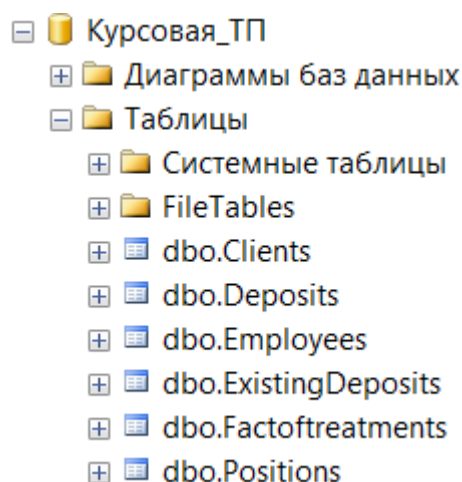 Курсовая_ТП
Диаграммы баз данных
Таблицы
Системные таблицы
FileTables
dbo.Clients
dbo.Deposits
dbo.Employees
dbo.ExistingDeposits
dbo.Factoftreatments
dbo.Positions